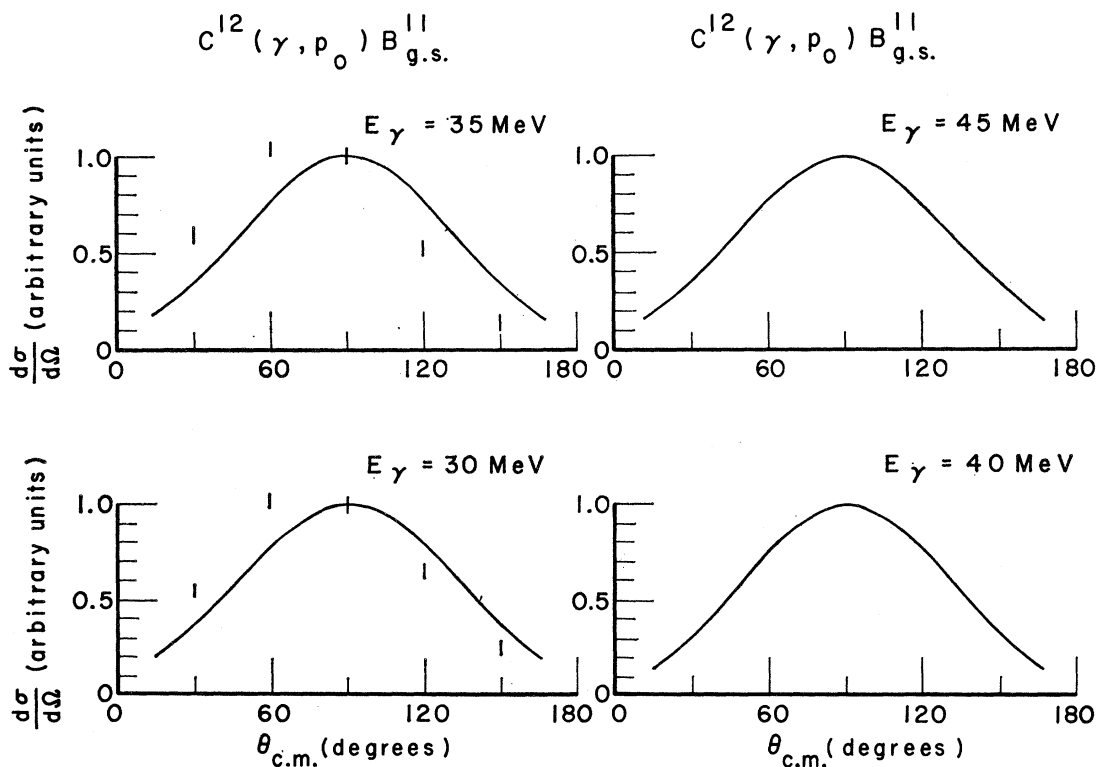 C¹² (γ, p₀) B¹¹g.s.
C¹² (γ, p₀) B¹¹g.s.
Eγ = 35 MeV
Eγ = 45 MeV
dσ/dΩ (arbitrary units)
1.0
0.5
0
0 60 120 180
1.0
0.5
0
0 60 120 180
Eγ = 30 MeV
Eγ = 40 MeV
dσ/dΩ (arbitrary units)
1.0
0.5
0
0 60 120 180
1.0
0.5
0
0 60 120 180
θc.m. (degrees)
θc.m. (degrees)